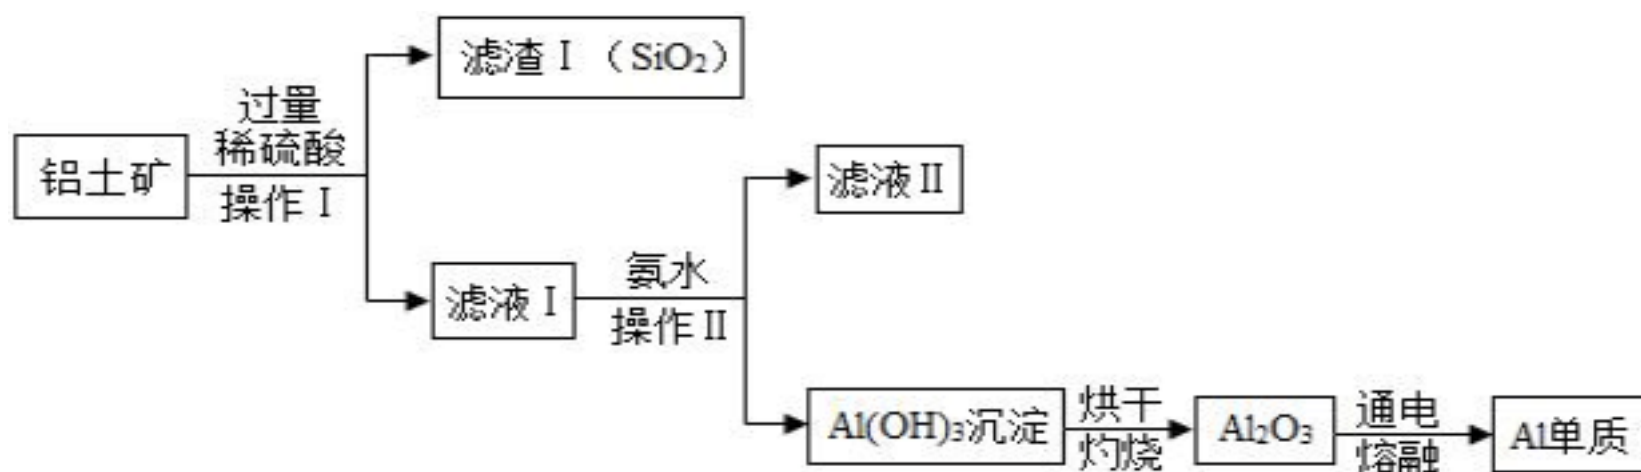 滤渣Ⅰ（SiO₂）
过量
稀硫酸
铝土矿
操作Ⅰ
滤液Ⅱ
氨水
滤液Ⅰ
操作Ⅱ
Al(OH)₃沉淀
烘干
灼烧
Al₂O₃
通电
熔融
Al单质